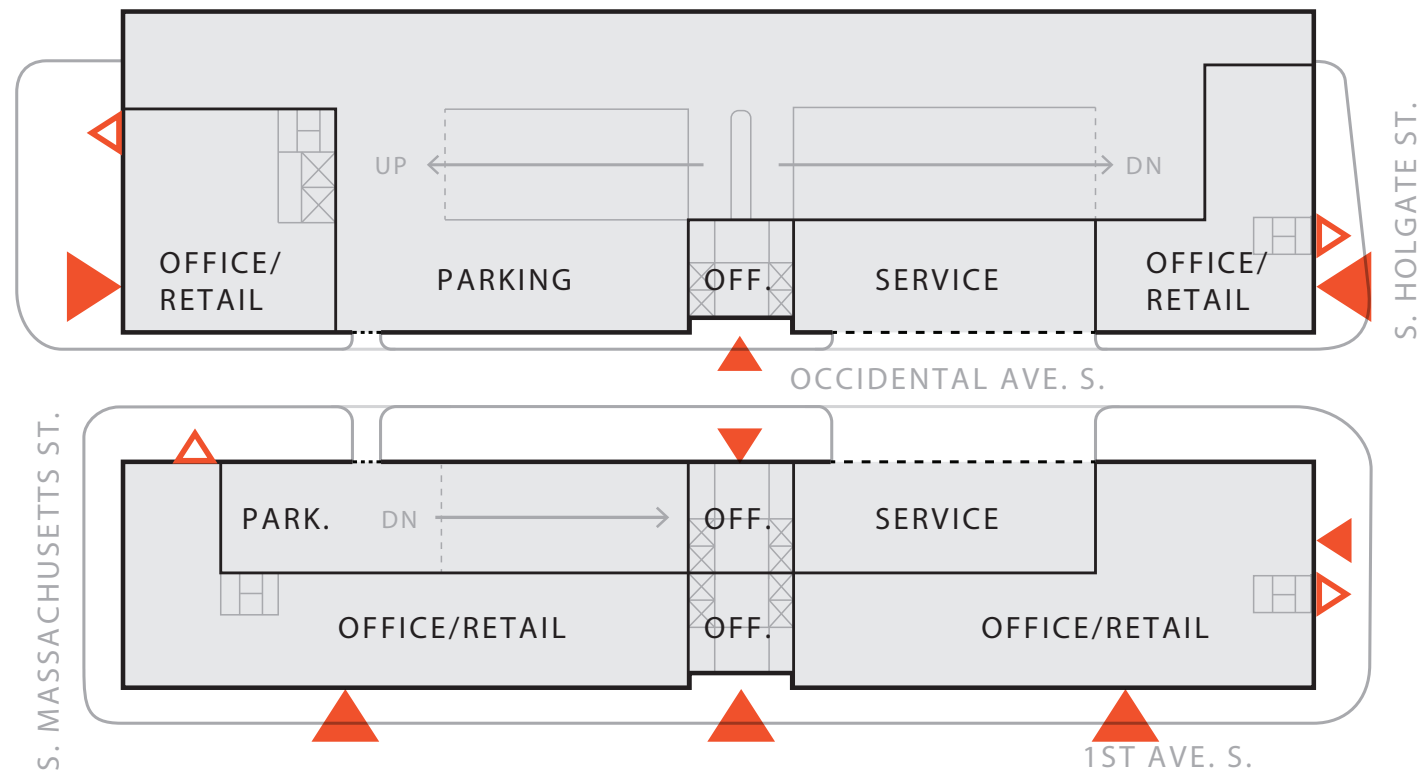 UP
DN
OFFICE/
RETAIL
PARKING
OFF.
SERVICE
OFFICE/
RETAIL
S. HOLGATE ST.
OCCIDENTAL AVE. S.
S. MASSACHUSETTS ST.
PARK.
DN
OFF.
SERVICE
OFFICE/RETAIL
OFF.
OFFICE/RETAIL
1ST AVE. S.